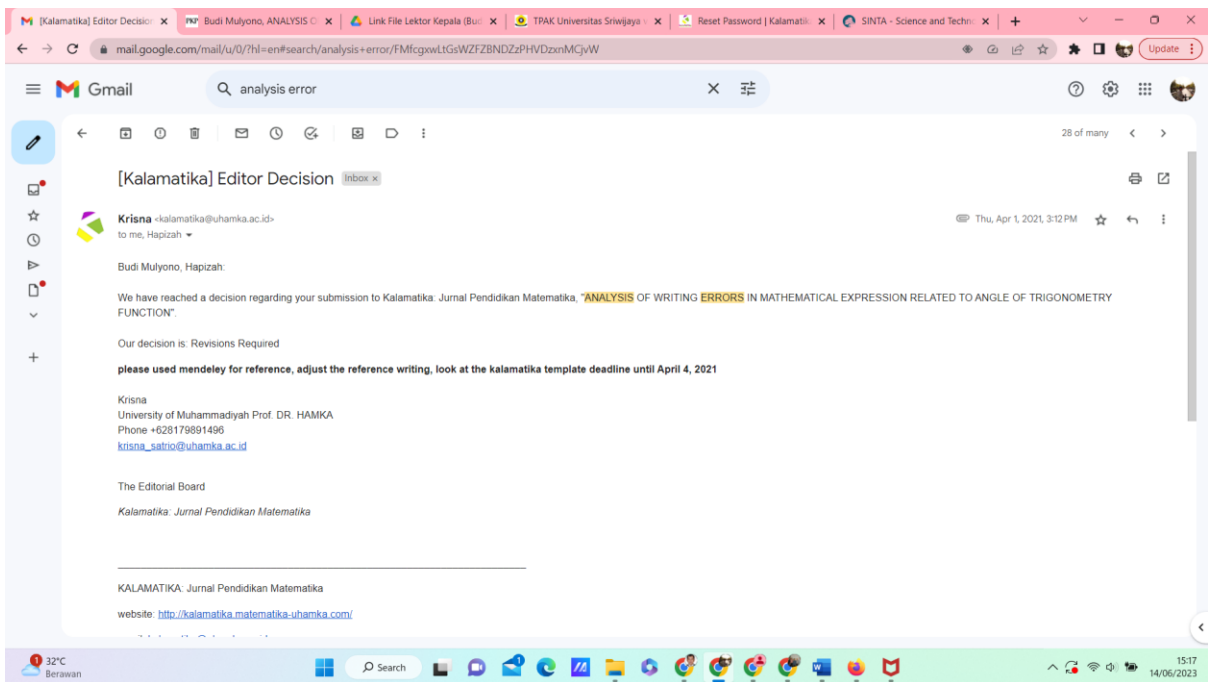 [Kalamatika] Editor Decision
Budi Mulyono, ANALYSIS O
Link File Lektor Kepala (Bud
TPAK Universitas Sriwijaya
Reset Password | Kalamatik
SINTA - Science and Techn
mail.google.com/mail/u/0/?hl=en#search/analysis+error/FMfcgxwLtGsWZFZBNDZzPHVDzxnMCjvW
Update
Gmail
analysis error
28 of many
[Kalamatika] Editor Decision Inbox x
Krisna <kalamatika@uhamka.ac.id> Thu, Apr 1, 2021, 3:12 PM
to me, Hapizah
Budi Mulyono, Hapizah:
We have reached a decision regarding your submission to Kalamatika: Jurnal Pendidikan Matematika, "ANALYSIS OF WRITING ERRORS IN MATHEMATICAL EXPRESSION RELATED TO ANGLE OF TRIGONOMETRY
FUNCTION".
Our decision is: Revisions Required
please used mendeley for reference, adjust the reference writing, look at the kalamatika template deadline until April 4, 2021
Krisna
University of Muhammadiyah Prof. DR. HAMKA
Phone +628179891496
krisna_satrio@uhamka.ac.id
The Editorial Board
Kalamatika: Jurnal Pendidikan Matematika
KALAMATIKA: Jurnal Pendidikan Matematika
website: http://kalamatika.matematika-uhamka.com/
1
32°C
Berawan
Search
15:17
14/06/2023